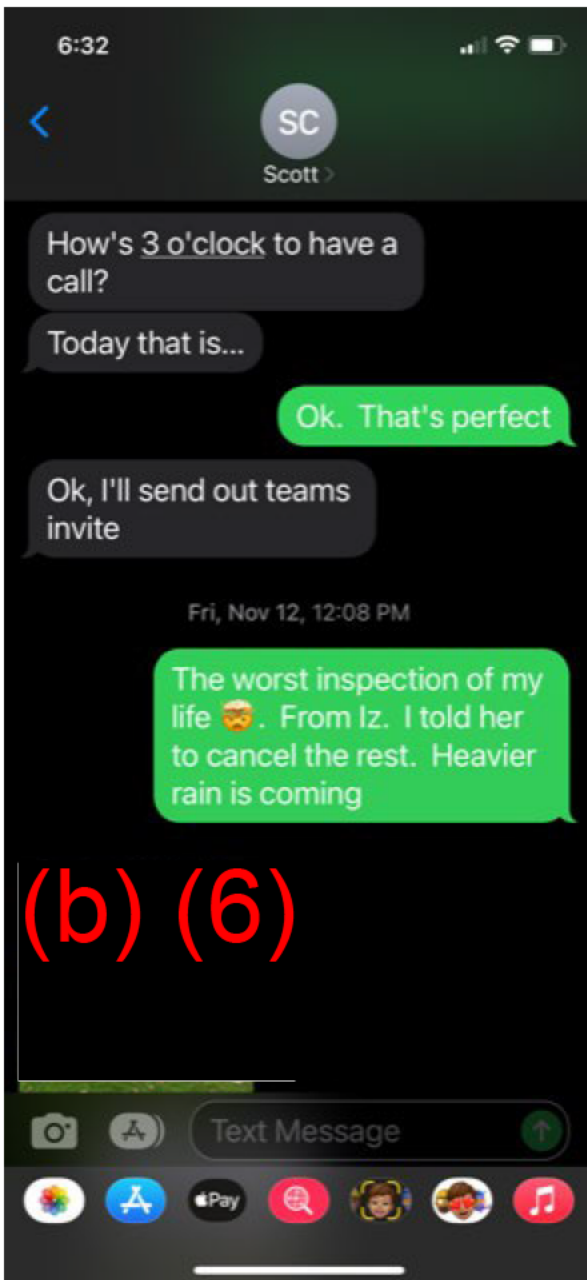 6:32
SC
Scott
How's 3 o'clock to have a
call?
Today that is...
Ok.  That's perfect
Ok, I'll send out teams
invite
Fri, Nov 12, 12:08 PM
The worst inspection of my
life 🤯.  From Iz.  I told her
to cancel the rest.  Heavier
rain is coming
(b) (6)
Text Message
Pay